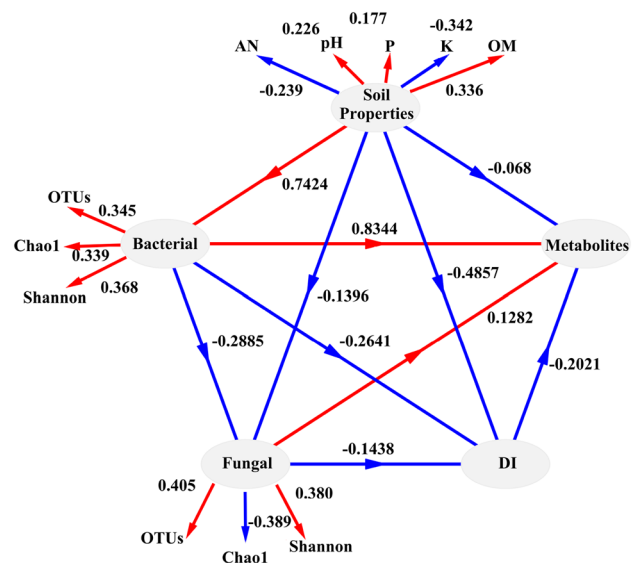 0.226
0.177
-0.342
AN
pH
P
K
OM
-0.239
0.336
Soil
Properties
-0.068
0.7424
OTUs
0.345
Chao1
0.339
Bacterial
0.8344
Metabolites
Shannon
0.368
-0.4857
-0.1396
0.1282
-0.2885
-0.2641
-0.2021
Fungal
-0.1438
DI
0.405
0.380
-0.389
OTUs
Chao1
Shannon